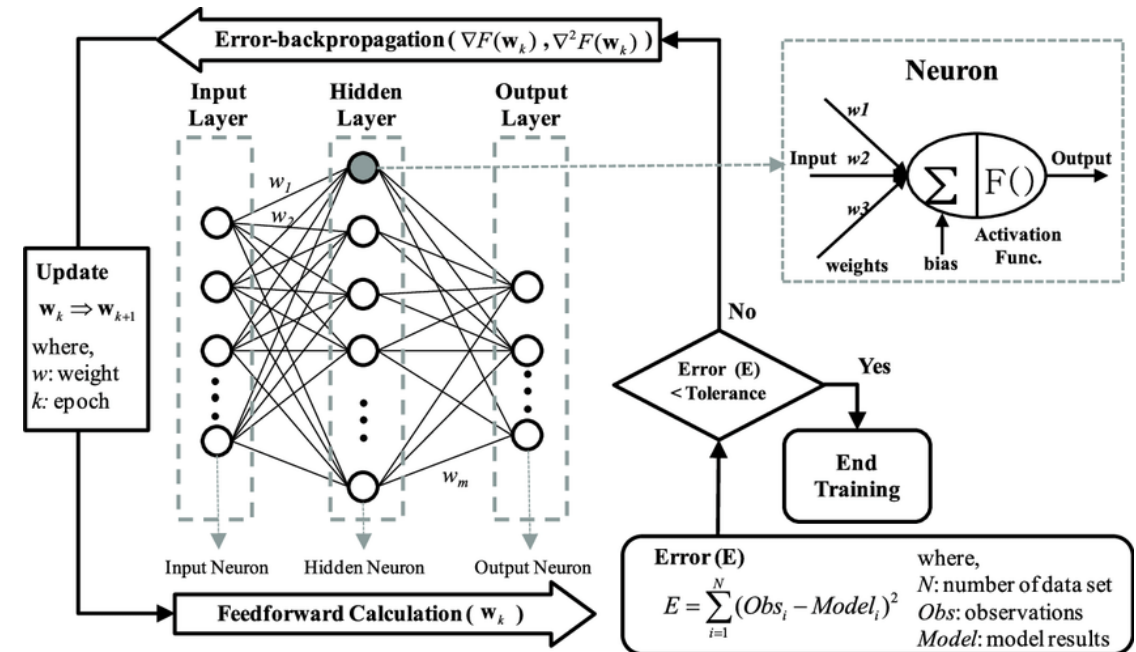 Error-backpropagation (∇F(w_k), ∇²F(w_k))
Input
Layer
Hidden
Layer
Output
Layer
w_1
w_2
w_m
Input Neuron
Hidden Neuron
Output Neuron
Update
w_k ⇒ w_{k+1}
where,
w: weight
k: epoch
Feedforward Calculation ( w_k )
Neuron
w1
Input
w2
w3
weights
bias
∑
F()
Output
Activation
Func.
No
Error (E)
< Tolerance
Yes
End
Training
Error (E)
E = ∑_{i=1}^{N} (Obs_i − Model_i)²
where,
N: number of data set
Obs: observations
Model: model results